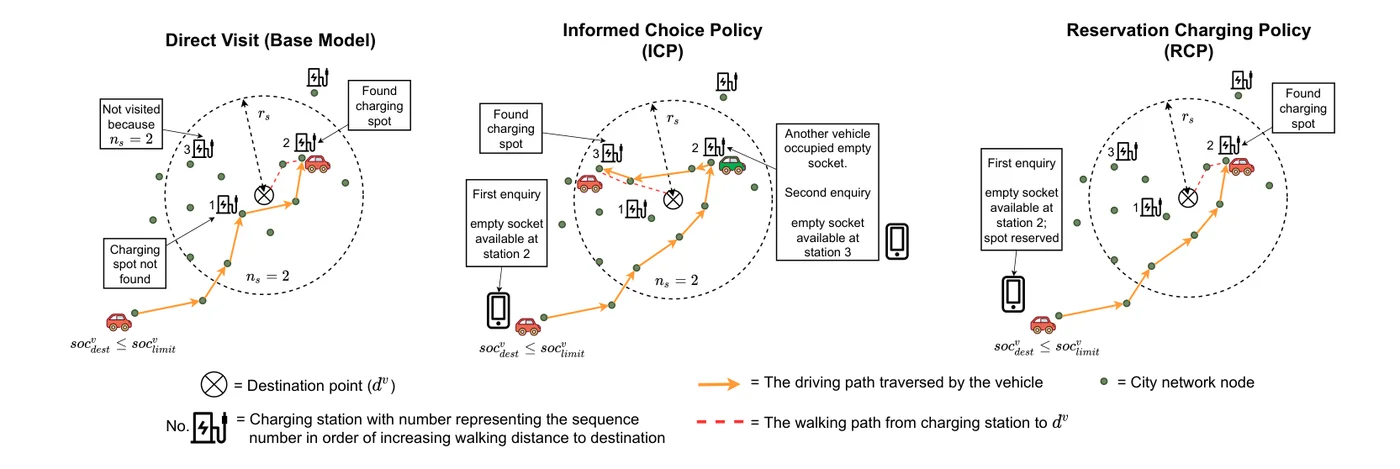 Direct Visit (Base Model)
Not visited
because
n_s = 2
Found
charging
spot
r_s
3
2
1
Charging
spot not
found
n_s = 2
soc^v_dest ≤ soc^v_limit
Informed Choice Policy
(ICP)
Found
charging
spot
r_s
3
2
1
Another vehicle
occupied empty
socket.
Second enquiry
empty socket
available at
station 3
First enquiry
empty socket
available at
station 2
n_s = 2
soc^v_dest ≤ soc^v_limit
Reservation Charging Policy
(RCP)
Found
charging
spot
r_s
3
2
1
First enquiry
empty socket
available at
station 2;
spot reserved
soc^v_dest ≤ soc^v_limit
= Destination point (d^v)
= The driving path traversed by the vehicle
= City network node
No.
= Charging station with number representing the sequence
number in order of increasing walking distance to destination
= The walking path from charging station to d^v